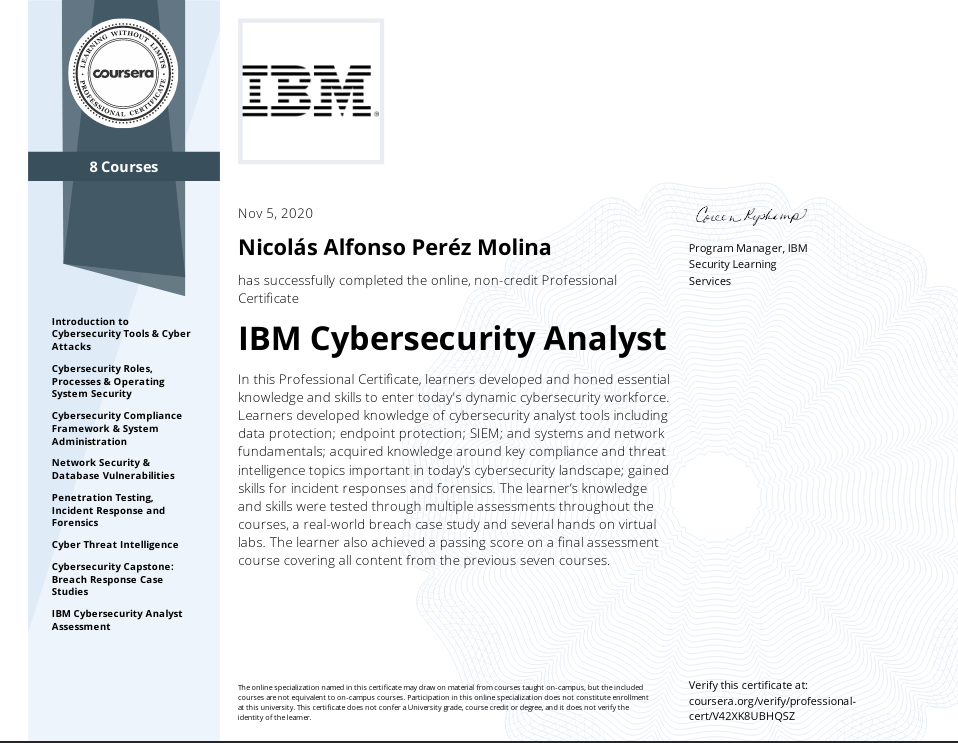 LEARNING WITHOUT LIMITS
coursera
PROFESSIONAL CERTIFICATE
8 Courses
Introduction to
Cybersecurity Tools & Cyber
Attacks
Cybersecurity Roles,
Processes & Operating
System Security
Cybersecurity Compliance
Framework & System
Administration
Network Security &
Database Vulnerabilities
Penetration Testing,
Incident Response and
Forensics
Cyber Threat Intelligence
Cybersecurity Capstone:
Breach Response Case
Studies
IBM Cybersecurity Analyst
Assessment
IBM®
Nov 5, 2020
Nicolás Alfonso Peréz Molina
has successfully completed the online, non-credit Professional
Certificate
IBM Cybersecurity Analyst
In this Professional Certificate, learners developed and honed essential
knowledge and skills to enter today's dynamic cybersecurity workforce.
Learners developed knowledge of cybersecurity analyst tools including
data protection; endpoint protection; SIEM; and systems and network
fundamentals; acquired knowledge around key compliance and threat
intelligence topics important in today's cybersecurity landscape; gained
skills for incident responses and forensics. The learner's knowledge
and skills were tested through multiple assessments throughout the
courses, a real-world breach case study and several hands on virtual
labs. The learner also achieved a passing score on a final assessment
course covering all content from the previous seven courses.
Program Manager, IBM
Security Learning
Services
The online specialization named in this certificate may draw on material from courses taught on-campus, but the included
courses are not equivalent to on-campus courses. Participation in this online specialization does not constitute enrollment
at this university. This certificate does not confer a University grade, course credit or degree, and it does not verify the
identity of the learner.
Verify this certificate at:
coursera.org/verify/professional-
cert/V42XK8UBHQSZ